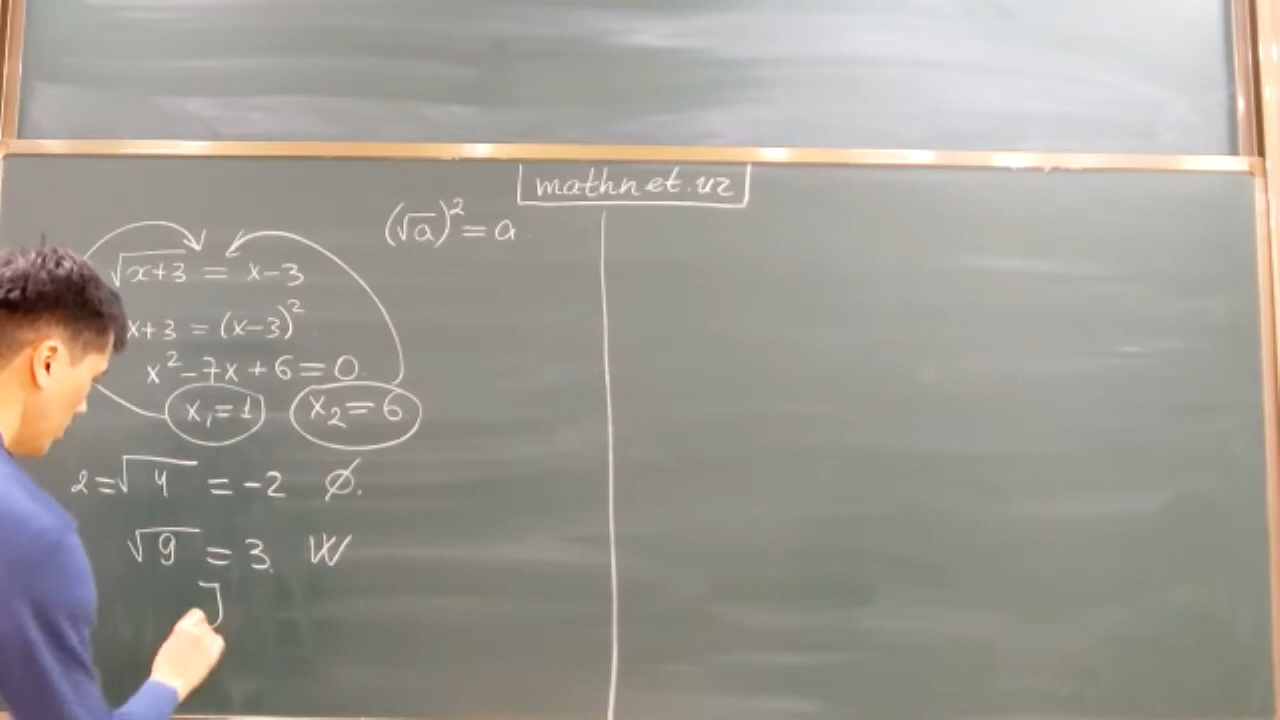 mathnet.uz
(√a)² = a
√x+3 = x-3
x+3 = (x-3)²
x²-7x+6=0
x₁=1 x₂=6
2=√4 = -2 ∅.
√9 = 3.
J